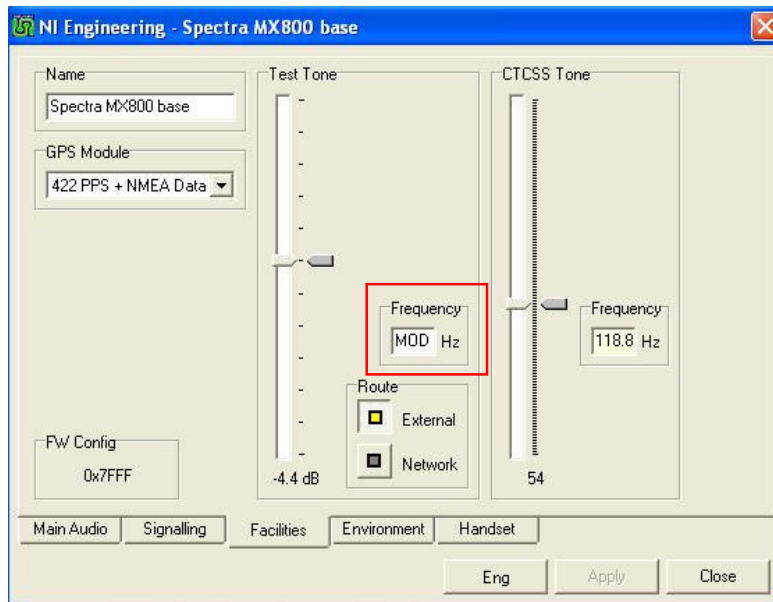 NI Engineering - Spectra MX800 base
Name
Spectra MX800 base
GPS Module
422 PPS + NMEA Data
FW Config
0x7FFF
Test Tone
-4.4 dB
Frequency
MOD Hz
Route
External
Network
CTCSS Tone
54
Frequency
118.8 Hz
Main Audio
Signalling
Facilities
Environment
Handset
Eng
Apply
Close